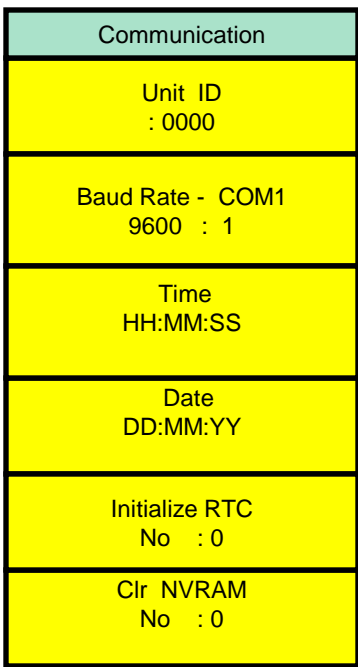 Communication
Unit ID
: 0000
Baud Rate - COM1
9600 : 1
Time
HH:MM:SS
Date
DD:MM:YY
Initialize RTC
No : 0
Clr NVRAM
No : 0